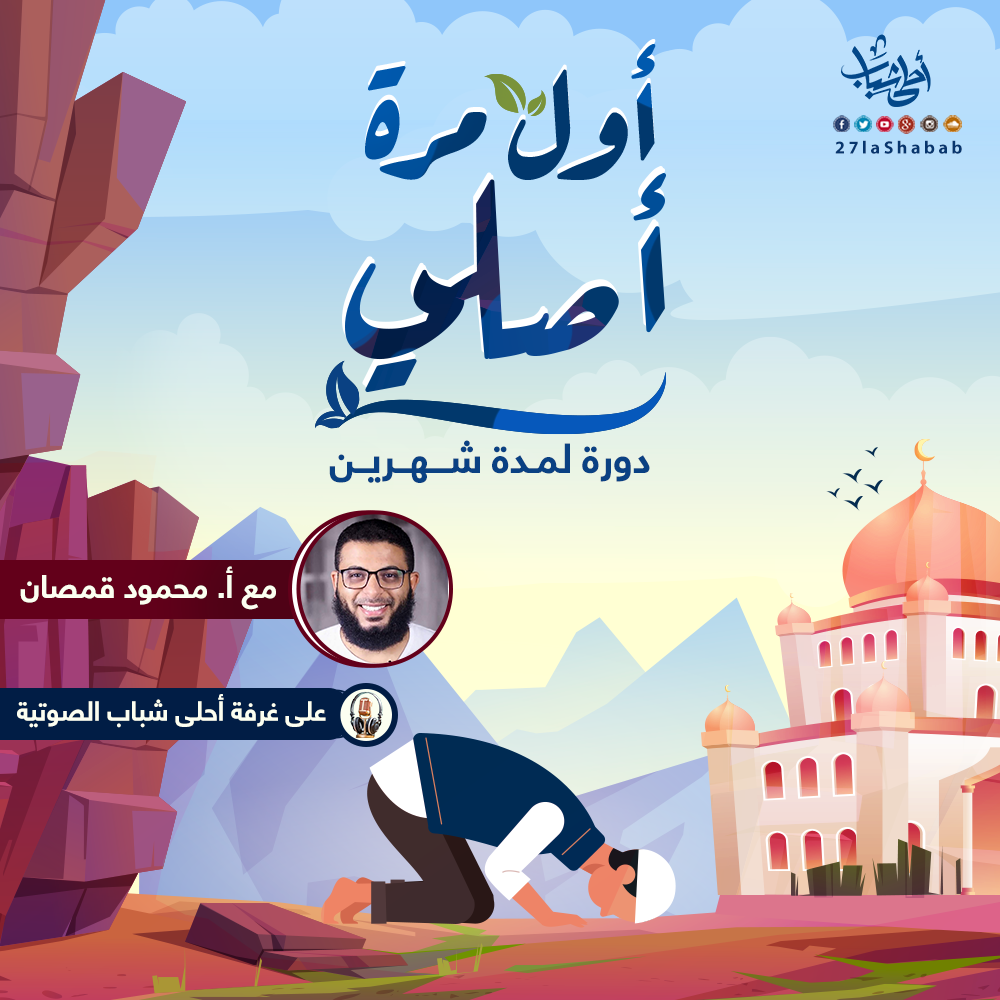 أحلى شباب
27laShabab
أول مرة
أصلي
دورة لمدة شهرين
مع أ. محمود قمصان
على غرفة أحلى شباب الصوتية